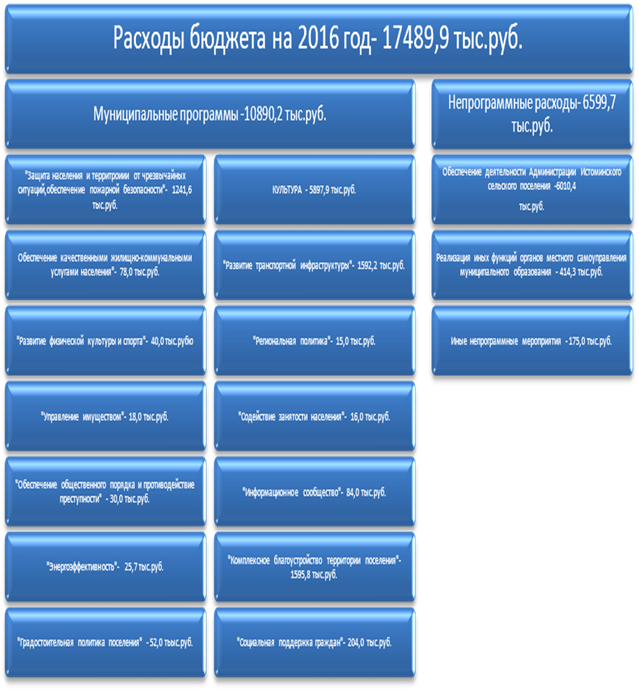 Расходы бюджета на 2016 год- 17489,9 тыс.руб.
Муниципальные программы -10890,2 тыс.руб.
Непрограммные расходы- 6599,7
тыс.руб.
"Защита населения и территроиии от чрезвычайных
ситуаций,обеспечение пожарной безопасности"- 1241,6
тыс.руб.
КУЛЬТУРА - 5897,9 тыс.руб.
Обеспечение деятельности Администрации Истоминского
сельского поселения -6010,4
тыс.руб.
Обеспечение качественными жилищно-коммунальными
услугами населения"- 78,0 тыс.руб.
"Развитие транспортной инфраструктуры"- 1592,2 тыс.руб.
Реализация иных функций органов местного самоуправления
муниципального образования - 414,3 тыс.руб.
"Развитие физической культуры и спорта"- 40,0 тыс.рубю
"Региональная политика"- 15,0 тыс.руб.
Иные непрограммные мероприятия -175,0 тыс.руб.
"Управление имуществом"- 18,0 тыс.руб.
"Содействие занятости населения"- 16,0 тыс.руб.
"Обеспечение общественного порядка и противодействие
преступности" - 30,0 тыс.руб.
"Информационное сообщество"- 84,0 тыс.руб.
"Энергоэффективность"- 25,7 тыс.руб.
"Комплексное благоустройство территории поселения"-
1595,8 тыс.руб.
"Градостоительная политика поселения" -52,0 тыыс.руб.
"Социальная поддержка граждан"- 204,0 тыс.руб.